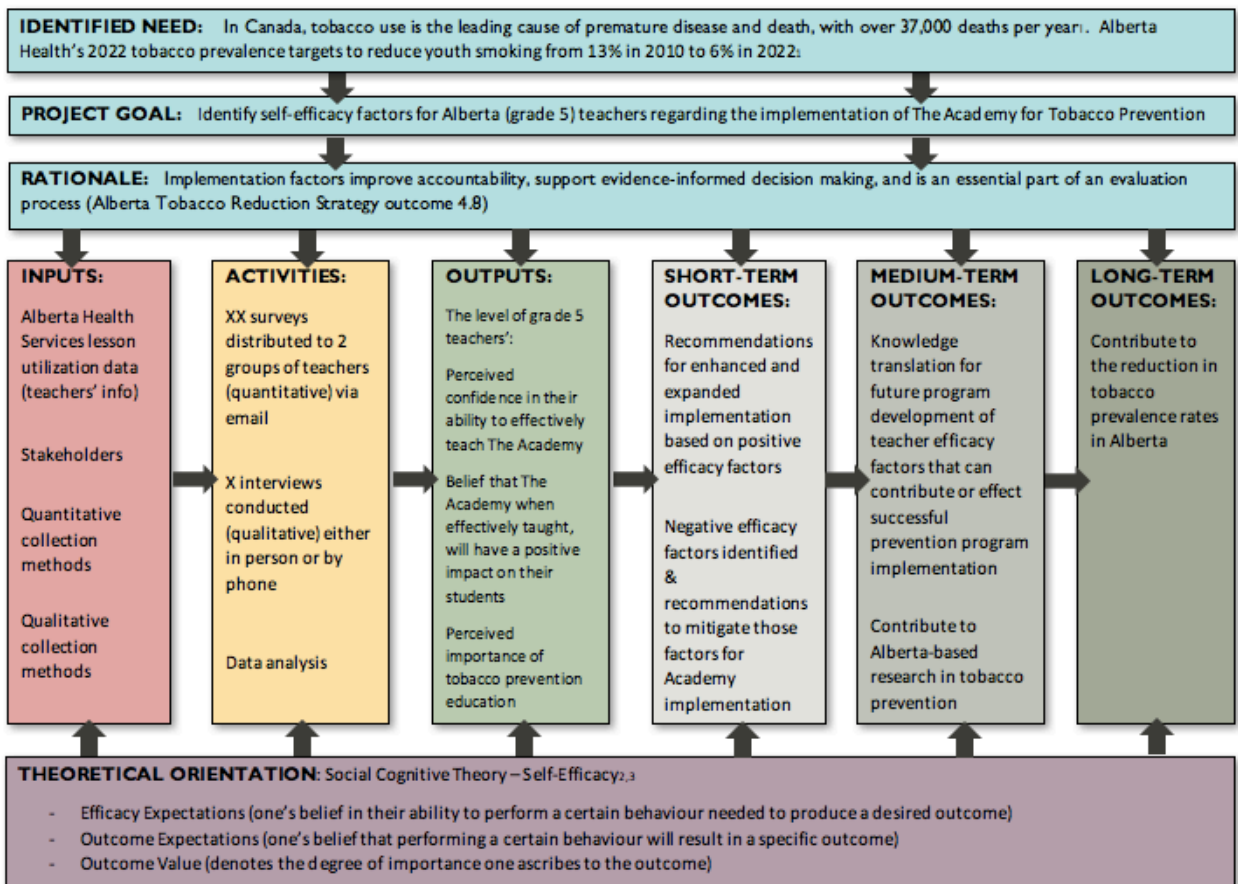 IDENTIFIED NEED: In Canada, tobacco use is the leading cause of premature disease and death, with over 37,000 deaths per year1. Alberta
Health's 2022 tobacco prevalence targets to reduce youth smoking from 13% in 2010 to 6% in 20221
PROJECT GOAL: Identify self-efficacy factors for Alberta (grade 5) teachers regarding the implementation of The Academy for Tobacco Prevention
RATIONALE: Implementation factors improve accountability, support evidence-informed decision making, and is an essential part of an evaluation
process (Alberta Tobacco Reduction Strategy outcome 4.8)
INPUTS:
Alberta Health
Services lesson
utilization data
(teachers' info)
Stakeholders
Quantitative
collection
methods
Qualitative
collection
methods
ACTIVITIES:
XX surveys
distributed to 2
groups of teachers
(quantitative) via
email
X interviews
conducted
(qualitative) either
in person or by
phone
Data analysis
OUTPUTS:
The level of grade 5
teachers':
Perceived
confidence in their
ability to effectively
teach The Academy
Belief that The
Academy when
effectively taught,
will have a positive
impact on their
students
Perceived
importance of
tobacco prevention
education
SHORT-TERM
OUTCOMES:
Recommendations
for enhanced and
expanded
implementation
based on positive
efficacy factors
Negative efficacy
factors identified
&
recommendations
to mitigate those
factors for
Academy
implementation
MEDIUM-TERM
OUTCOMES:
Knowledge
translation for
future program
development of
teacher efficacy
factors that can
contribute or effect
successful
prevention program
implementation
Contribute to
Alberta-based
research in tobacco
prevention
LONG-TERM
OUTCOMES:
Contribute to
the reduction in
tobacco
prevalence rates
in Alberta
THEORETICAL ORIENTATION: Social Cognitive Theory – Self-Efficacy2,3
- Efficacy Expectations (one's belief in their ability to perform a certain behaviour needed to produce a desired outcome)
- Outcome Expectations (one's belief that performing a certain behaviour will result in a specific outcome)
- Outcome Value (denotes the degree of importance one ascribes to the outcome)